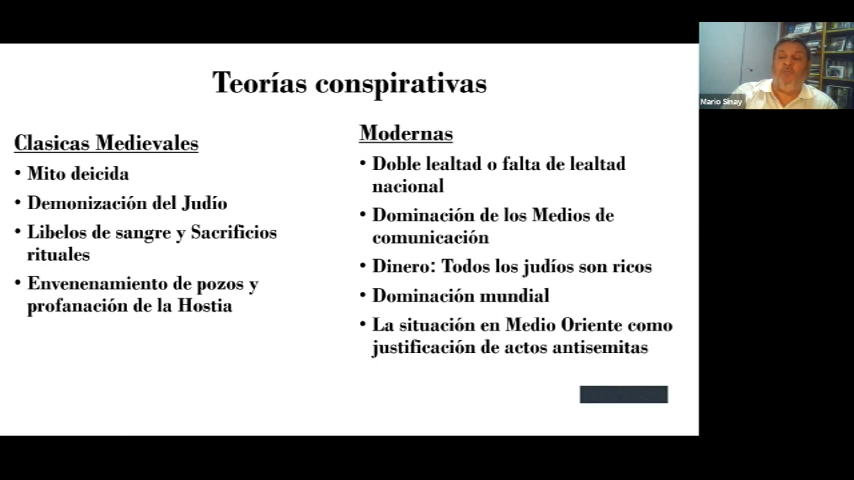 Teorías conspirativas
Clasicas Medievales
• Mito deicida
• Demonización del Judío
• Libelos de sangre y Sacrificios
rituales
• Envenenamiento de pozos y
profanación de la Hostia
Modernas
• Doble lealtad o falta de lealtad
nacional
• Dominación de los Medios de
comunicación
• Dinero: Todos los judíos son ricos
• Dominación mundial
• La situación en Medio Oriente como
justificación de actos antisemitas
Mario Sinay